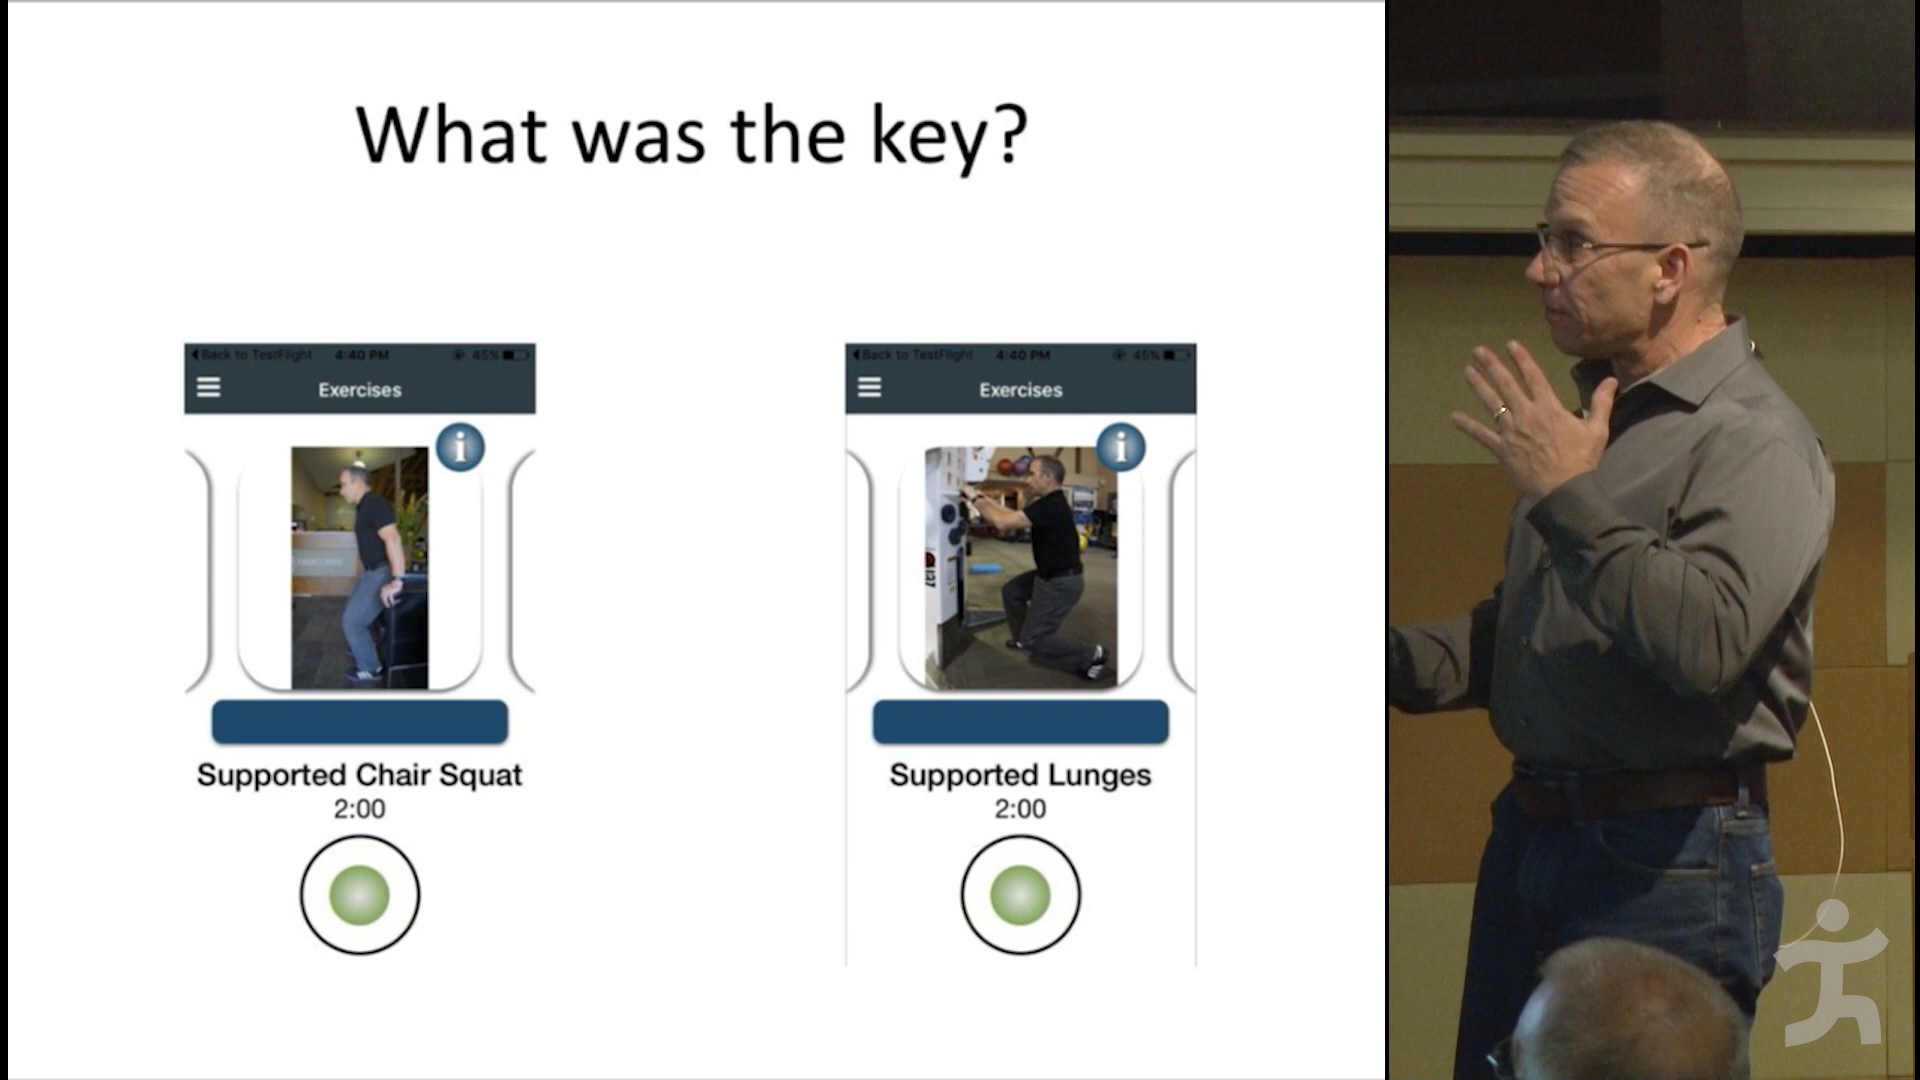 What was the key?
Back to TestFlight 4:40 PM 45%
Exercises
i
Supported Chair Squat
2:00
Back to TestFlight 4:40 PM 45%
Exercises
i
Supported Lunges
2:00